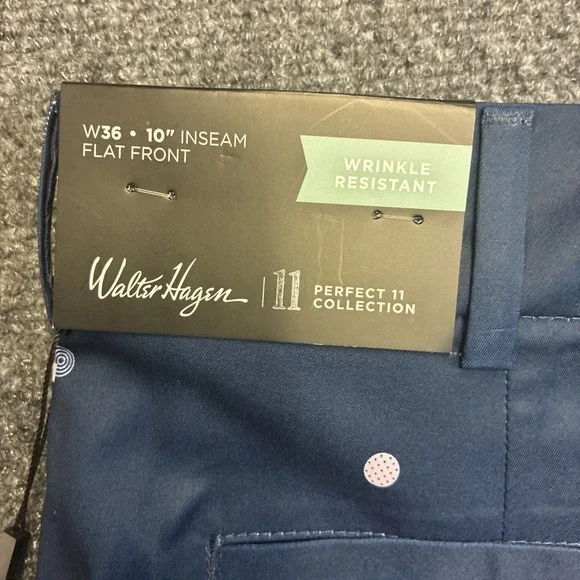 W36 • 10" INSEAM
FLAT FRONT
WRINKLE
RESISTANT
Walter Hagen
11
PERFECT 11
COLLECTION